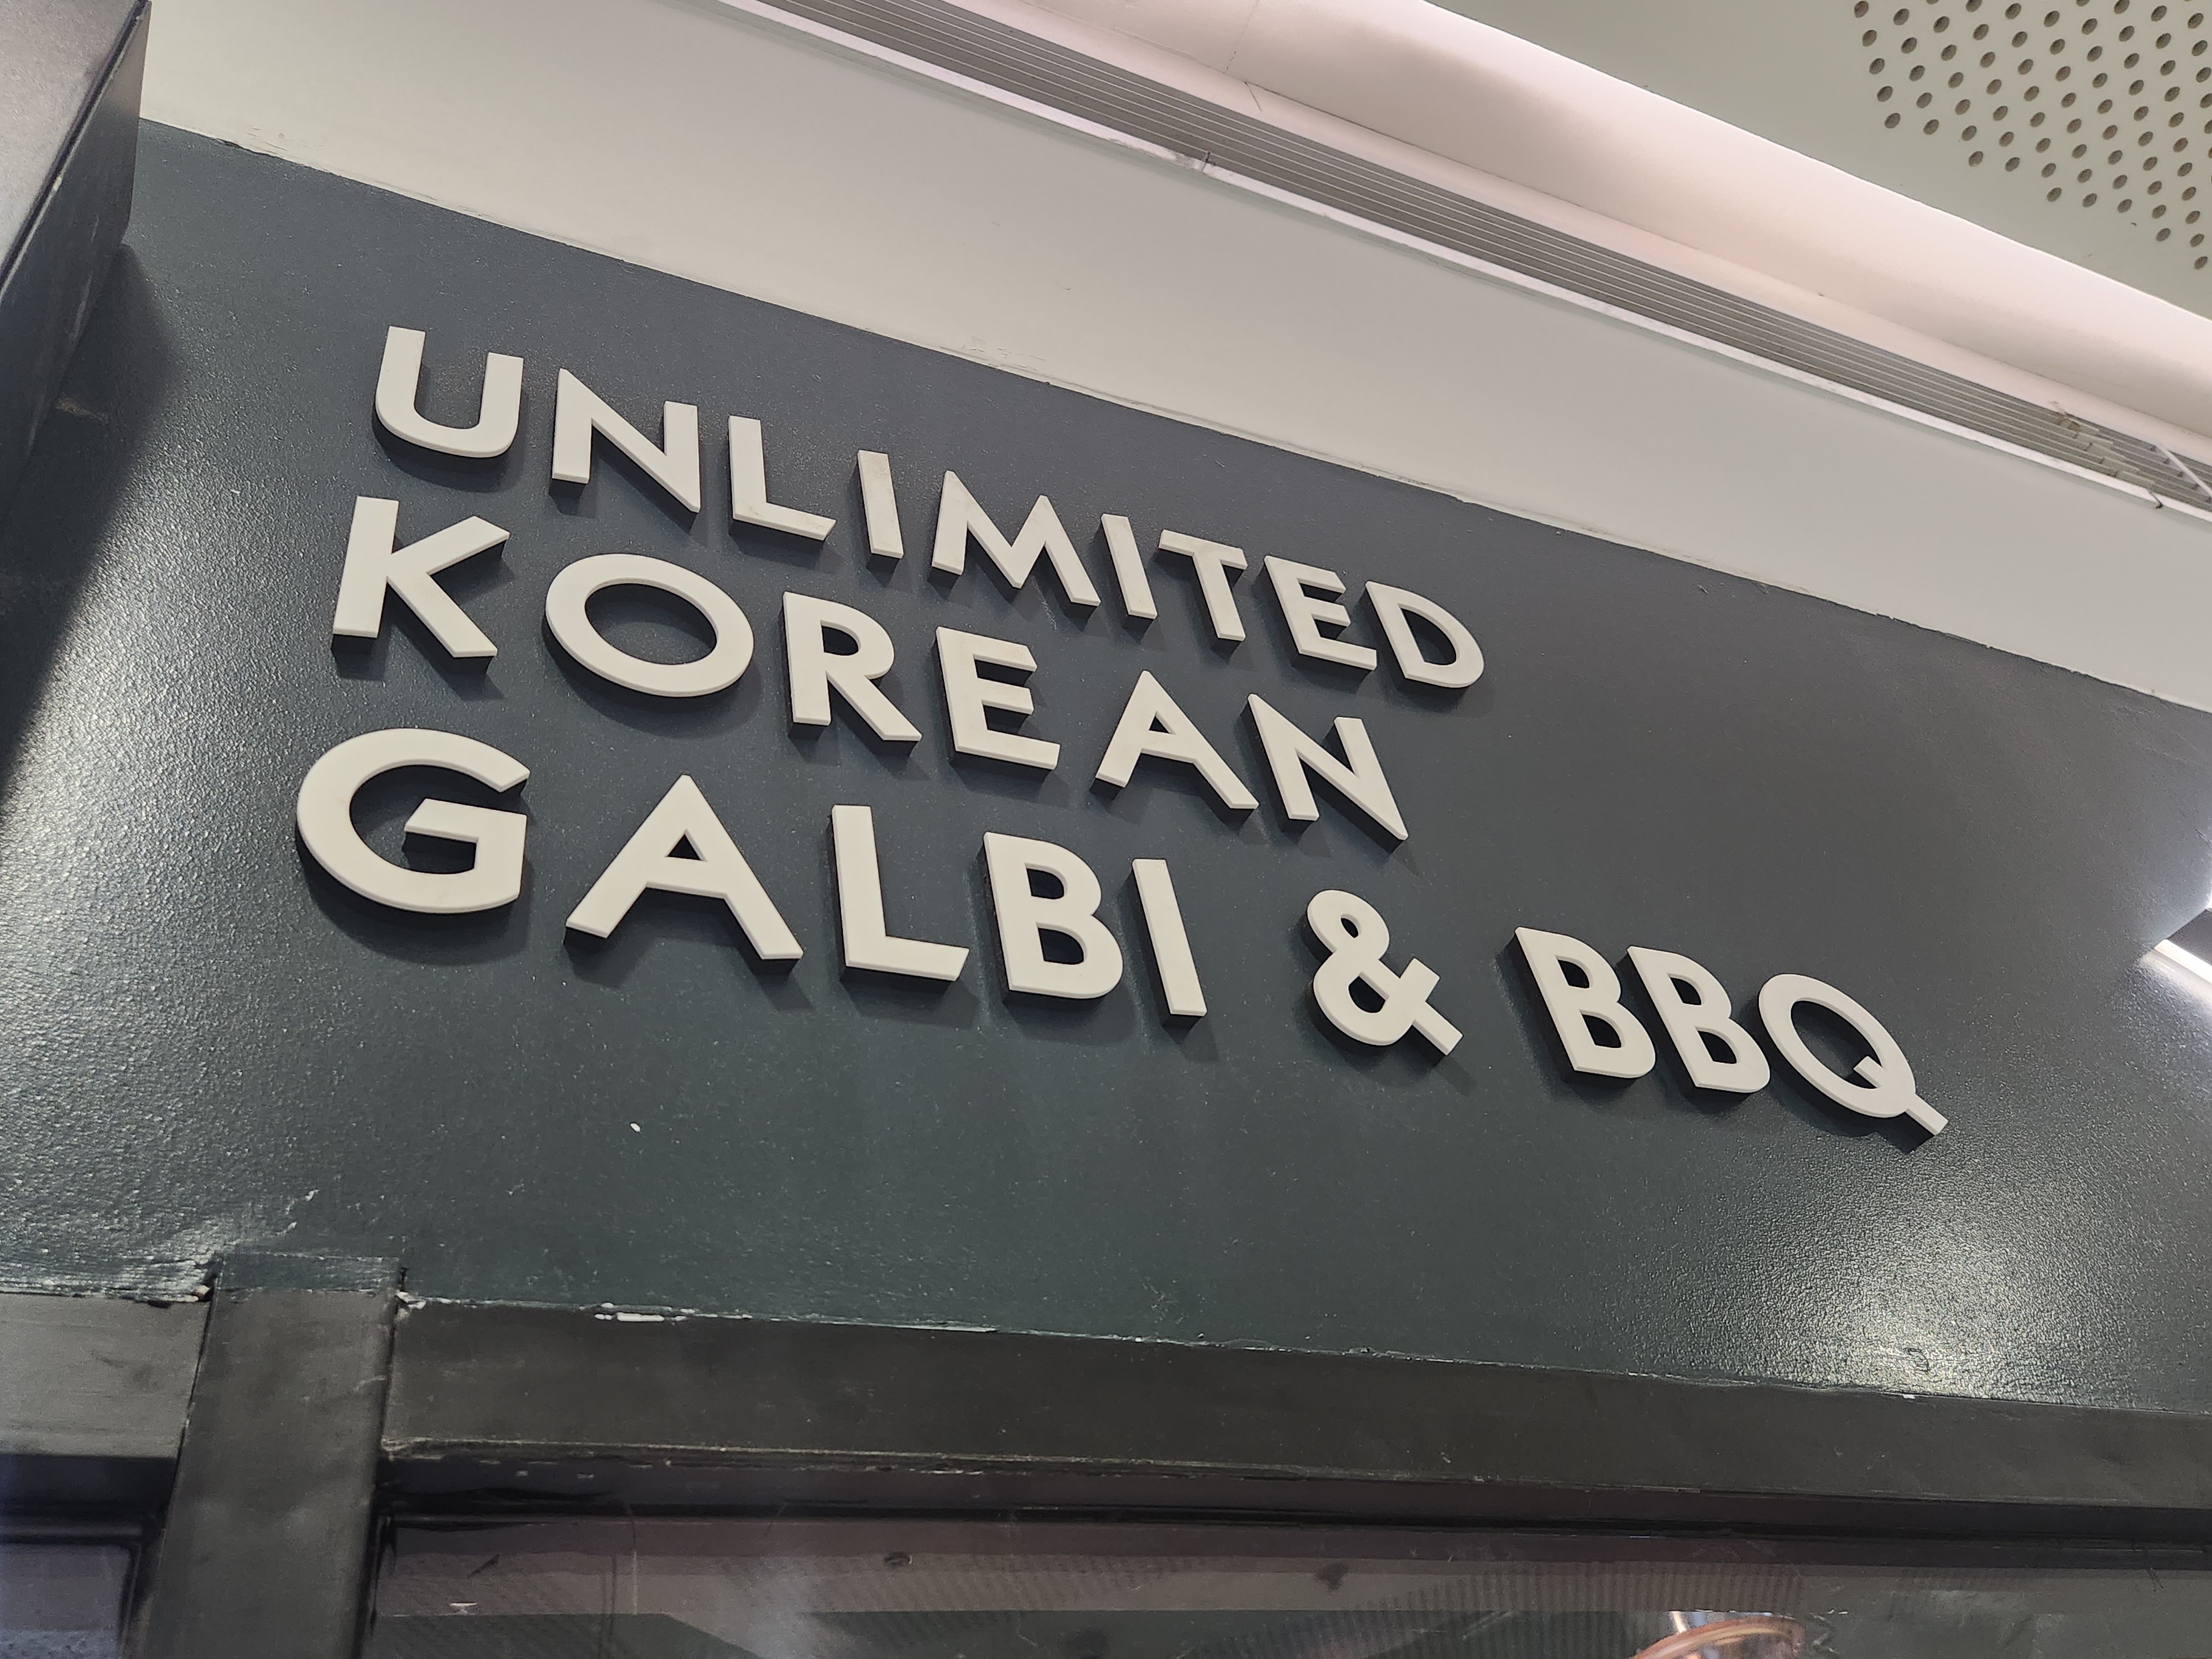 UNLIMITED
KOREAN
GALBI & BBQ